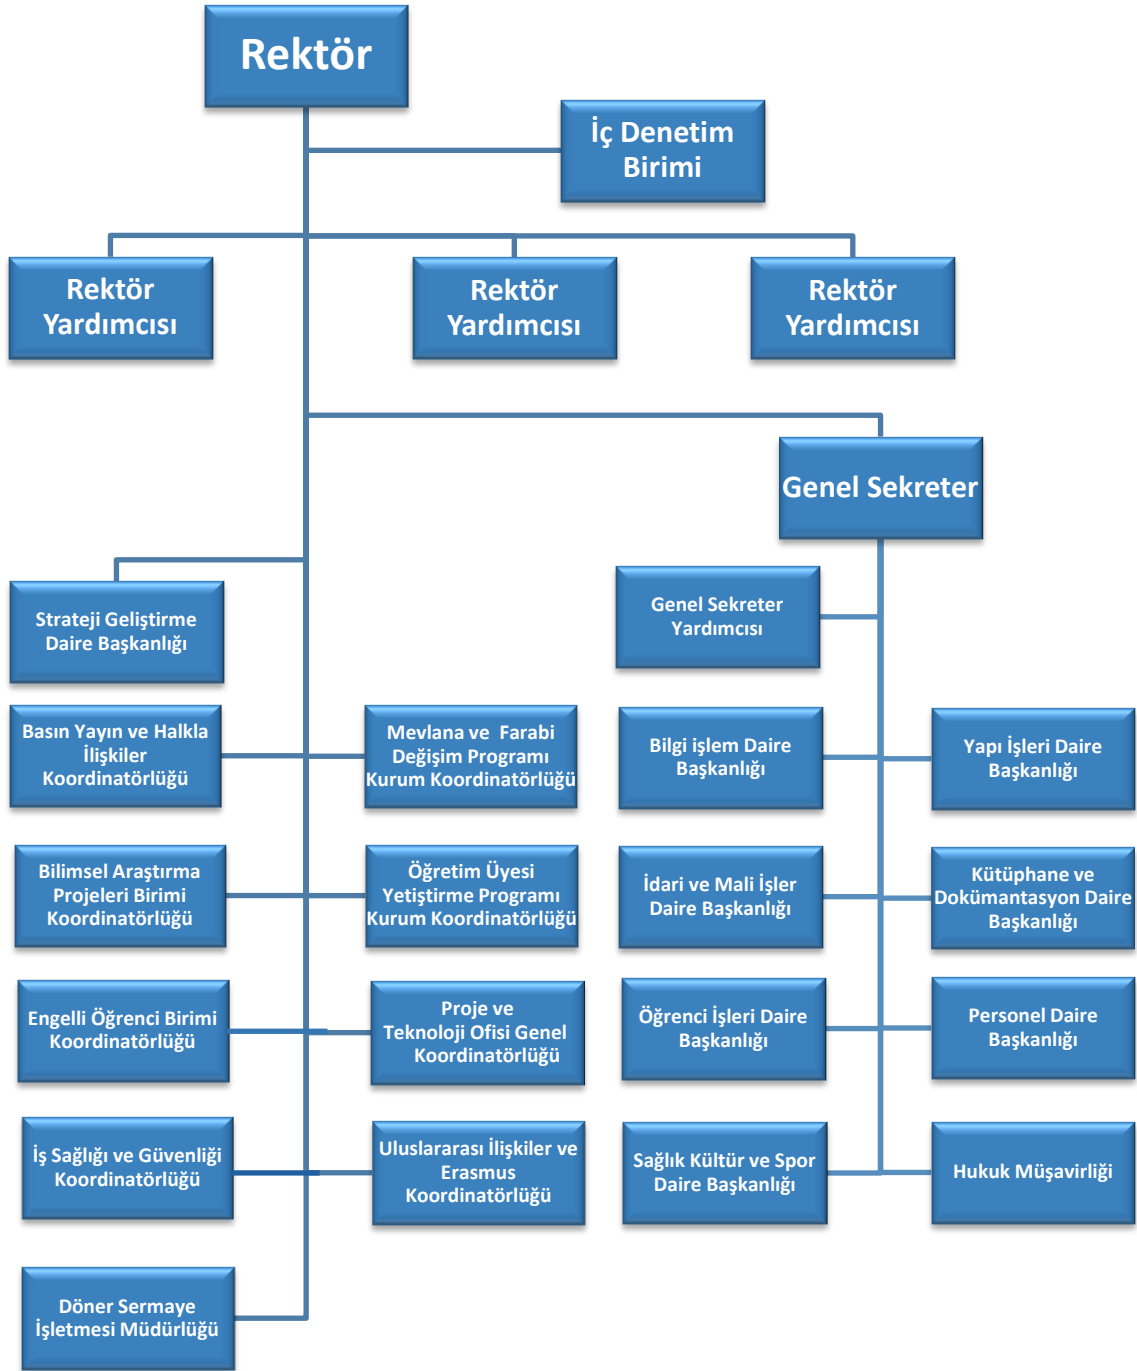 Rektör
İç Denetim
Birimi
Rektör
Yardımcısı
Rektör
Yardımcısı
Rektör
Yardımcısı
Genel Sekreter
Strateji Geliştirme
Daire Başkanlığı
Genel Sekreter
Yardımcısı
Basın Yayın ve Halkla
İlişkiler
Koordinatörlüğü
Mevlana ve Farabi
Değişim Programı
Kurum Koordinatörlüğü
Bilgi işlem Daire
Başkanlığı
Yapı İşleri Daire
Başkanlığı
Bilimsel Araştırma
Projeleri Birimi
Koordinatörlüğü
Öğretim Üyesi
Yetiştirme Programı
Kurum Koordinatörlüğü
İdari ve Mali İşler
Daire Başkanlığı
Kütüphane ve
Dokümantasyon Daire
Başkanlığı
Engelli Öğrenci Birimi
Koordinatörlüğü
Proje ve
Teknoloji Ofisi Genel
Koordinatörlüğü
Öğrenci İşleri Daire
Başkanlığı
Personel Daire
Başkanlığı
İş Sağlığı ve Güvenliği
Koordinatörlüğü
Uluslararası İlişkiler ve
Erasmus
Koordinatörlüğü
Sağlık Kültür ve Spor
Daire Başkanlığı
Hukuk Müşavirliği
Döner Sermaye
İşletmesi Müdürlüğü